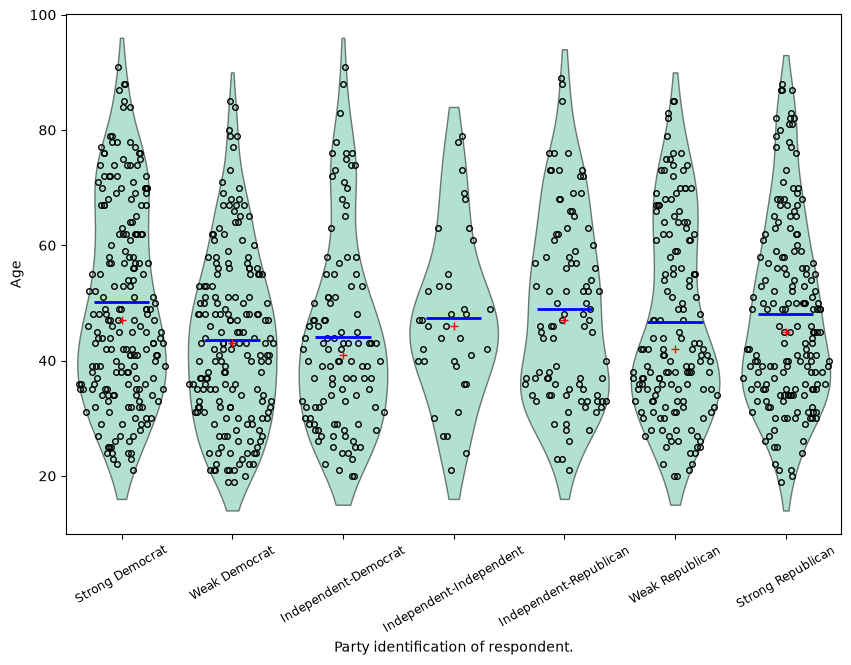 100
80
60
40
20
Age
Strong Democrat
Weak Democrat
Independent-Democrat
Independent-Independent
Independent-Republican
Weak Republican
Strong Republican
Party identification of respondent.